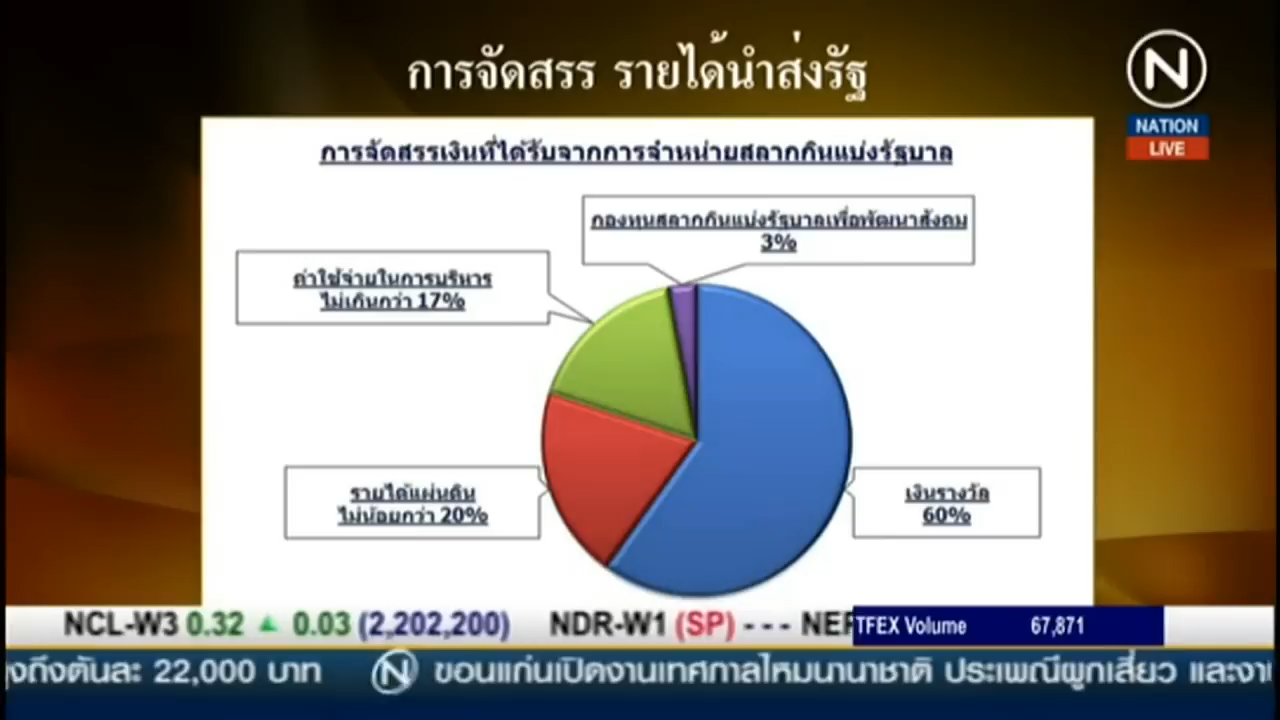 การจัดสรร รายได้นำส่งรัฐ
N
NATION
LIVE
การจัดสรรเงินที่ได้รับจากการจำหน่ายสลากกินแบ่งรัฐบาล
กองทุนสลากกินแบ่งรัฐบาลเพื่อพัฒนาสังคม
3%
ค่าใช้จ่ายในการบริหาร
ไม่เกินกว่า 17%
รายได้แผ่นดิน
ไม่น้อยกว่า 20%
เงินรางวัล
60%
NCL-W3 0.32 ▲ 0.03 (2,202,200) NDR-W1 (SP) - - - NEP
TFEX Volume 67,871
ถึงตันละ 22,000 บาท N ขอนแก่นเปิดงานเทศกาลไหมนานาชาติ ประเพณีผูกเสี่ยว และงา